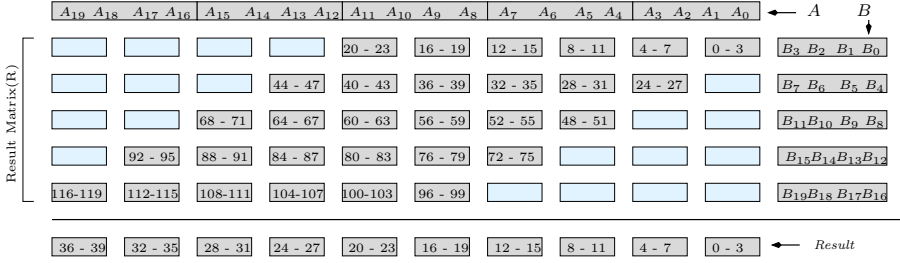 A19 A18 A17 A16 A15 A14 A13 A12 A11 A10 A9 A8 A7 A6 A5 A4 A3 A2 A1 A0 A B
20 - 23 16 - 19 12 - 15 8 - 11 4 - 7 0 - 3 B3 B2 B1 B0
44 - 47 40 - 43 36 - 39 32 - 35 28 - 31 24 - 27 B7 B6 B5 B4
68 - 71 64 - 67 60 - 63 56 - 59 52 - 55 48 - 51 B11 B10 B9 B8
92 - 95 88 - 91 84 - 87 80 - 83 76 - 79 72 - 75 B15 B14 B13 B12
116-119 112-115 108-111 104-107 100-103 96 - 99 B19 B18 B17 B16
Result Matrix(R)
36 - 39 32 - 35 28 - 31 24 - 27 20 - 23 16 - 19 12 - 15 8 - 11 4 - 7 0 - 3 Result